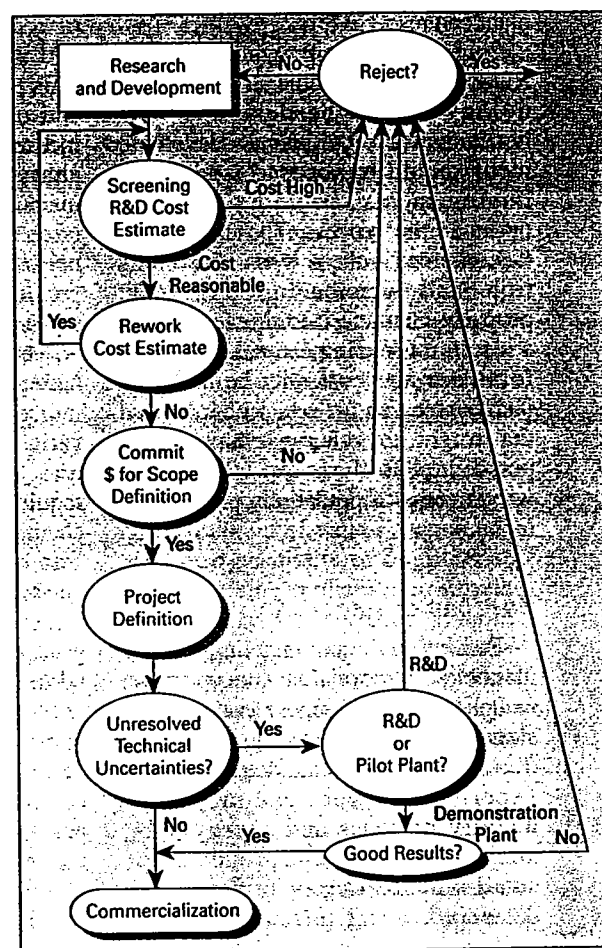 Research
and Development
No
Reject?
Yes
Screening
R&D Cost
Estimate
Cost High
Cost
Reasonable
Yes
Rework
Cost Estimate
No
Commit
$ for Scope
Definition
No
Yes
Project
Definition
R&D
Unresolved
Technical
Uncertainties?
Yes
R&D
or
Pilot Plant?
No
Yes
Demonstration
Plant
Good Results?
No
Commercialization